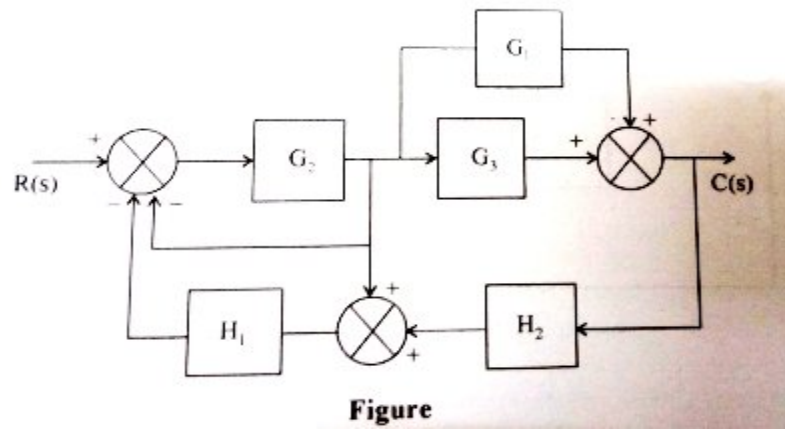 G₁
+
+
+
G₂
G₃
R(s)
C(s)
−
−
+
H₁
H₂
+
Figure